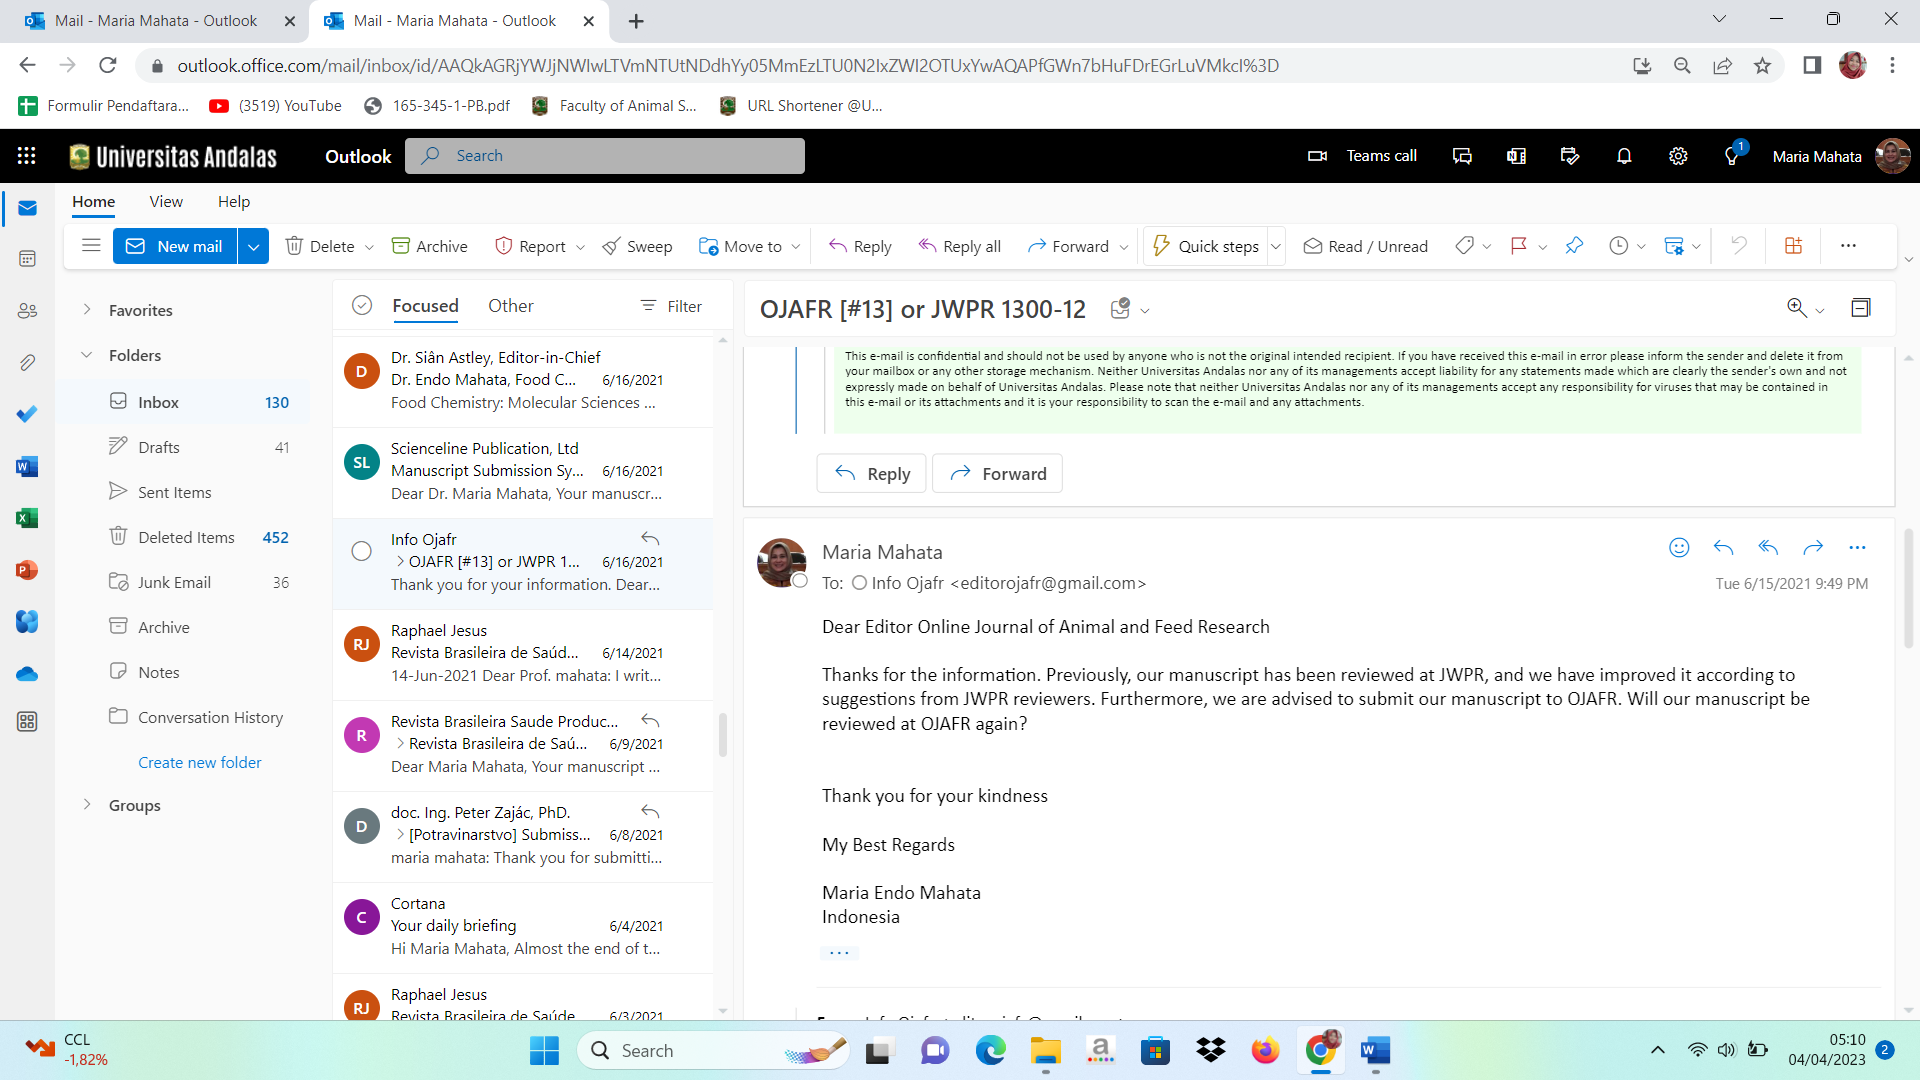 Mail - Maria Mahata - Outlook
Mail - Maria Mahata - Outlook
outlook.office.com/mail/inbox/id/AAQkAGRjYWJjNWIwLTVmNTUtNDdhYy05MmEzLTU0N2IxZWI2OTUxYwAQAPfGWn7bHuFDrEGrLuVMkcI%3D
Formulir Pendaftara...
(3519) YouTube
165-345-1-PB.pdf
Faculty of Animal S...
URL Shortener @U...
Universitas Andalas
Outlook
Search
Teams call
1
Maria Mahata
Home
View
Help
New mail
Delete
Archive
Report
Sweep
Move to
Reply
Reply all
Forward
Quick steps
Read / Unread
Favorites
Folders
Inbox 130
Drafts 41
Sent Items
Deleted Items 452
Junk Email 36
Archive
Notes
Conversation History
Create new folder
Groups
Focused
Other
Filter
D
Dr. Siân Astley, Editor-in-Chief
Dr. Endo Mahata, Food C... 6/16/2021
Food Chemistry: Molecular Sciences ...
SL
Scienceline Publication, Ltd
Manuscript Submission Sy... 6/16/2021
Dear Dr. Maria Mahata, Your manuscr...
Info Ojafr
OJAFR [#13] or JWPR 1... 6/16/2021
Thank you for your information. Dear...
RJ
Raphael Jesus
Revista Brasileira de Saúd... 6/14/2021
14-Jun-2021 Dear Prof. mahata: I writ...
R
Revista Brasileira Saude Produc...
Revista Brasileira de Saú... 6/9/2021
Dear Maria Mahata, Your manuscript ...
D
doc. Ing. Peter Zajác, PhD.
[Potravinarstvo] Submiss... 6/8/2021
maria mahata: Thank you for submitti...
C
Cortana
Your daily briefing 6/4/2021
Hi Maria Mahata, Almost the end of t...
RJ
Raphael Jesus
Revista Brasileira de Saúde 6/3/2021
OJAFR [#13] or JWPR 1300-12
This e-mail is confidential and should not be used by anyone who is not the original intended recipient. If you have received this e-mail in error please inform the sender and delete it from
your mailbox or any other storage mechanism. Neither Universitas Andalas nor any of its managements accept liability for any statements made which are clearly the sender's own and not
expressly made on behalf of Universitas Andalas. Please note that neither Universitas Andalas nor any of its managements accept any responsibility for viruses that may be contained in
this e-mail or its attachments and it is your responsibility to scan the e-mail and any attachments.
Reply
Forward
Maria Mahata
To: Info Ojafr <editorojafr@gmail.com>
Tue 6/15/2021 9:49 PM
Dear Editor Online Journal of Animal and Feed Research
Thanks for the information. Previously, our manuscript has been reviewed at JWPR, and we have improved it according to
suggestions from JWPR reviewers. Furthermore, we are advised to submit our manuscript to OJAFR. Will our manuscript be
reviewed at OJAFR again?
Thank you for your kindness
My Best Regards
Maria Endo Mahata
Indonesia
...
CCL
-1,82%
Search
05:10
04/04/2023
2